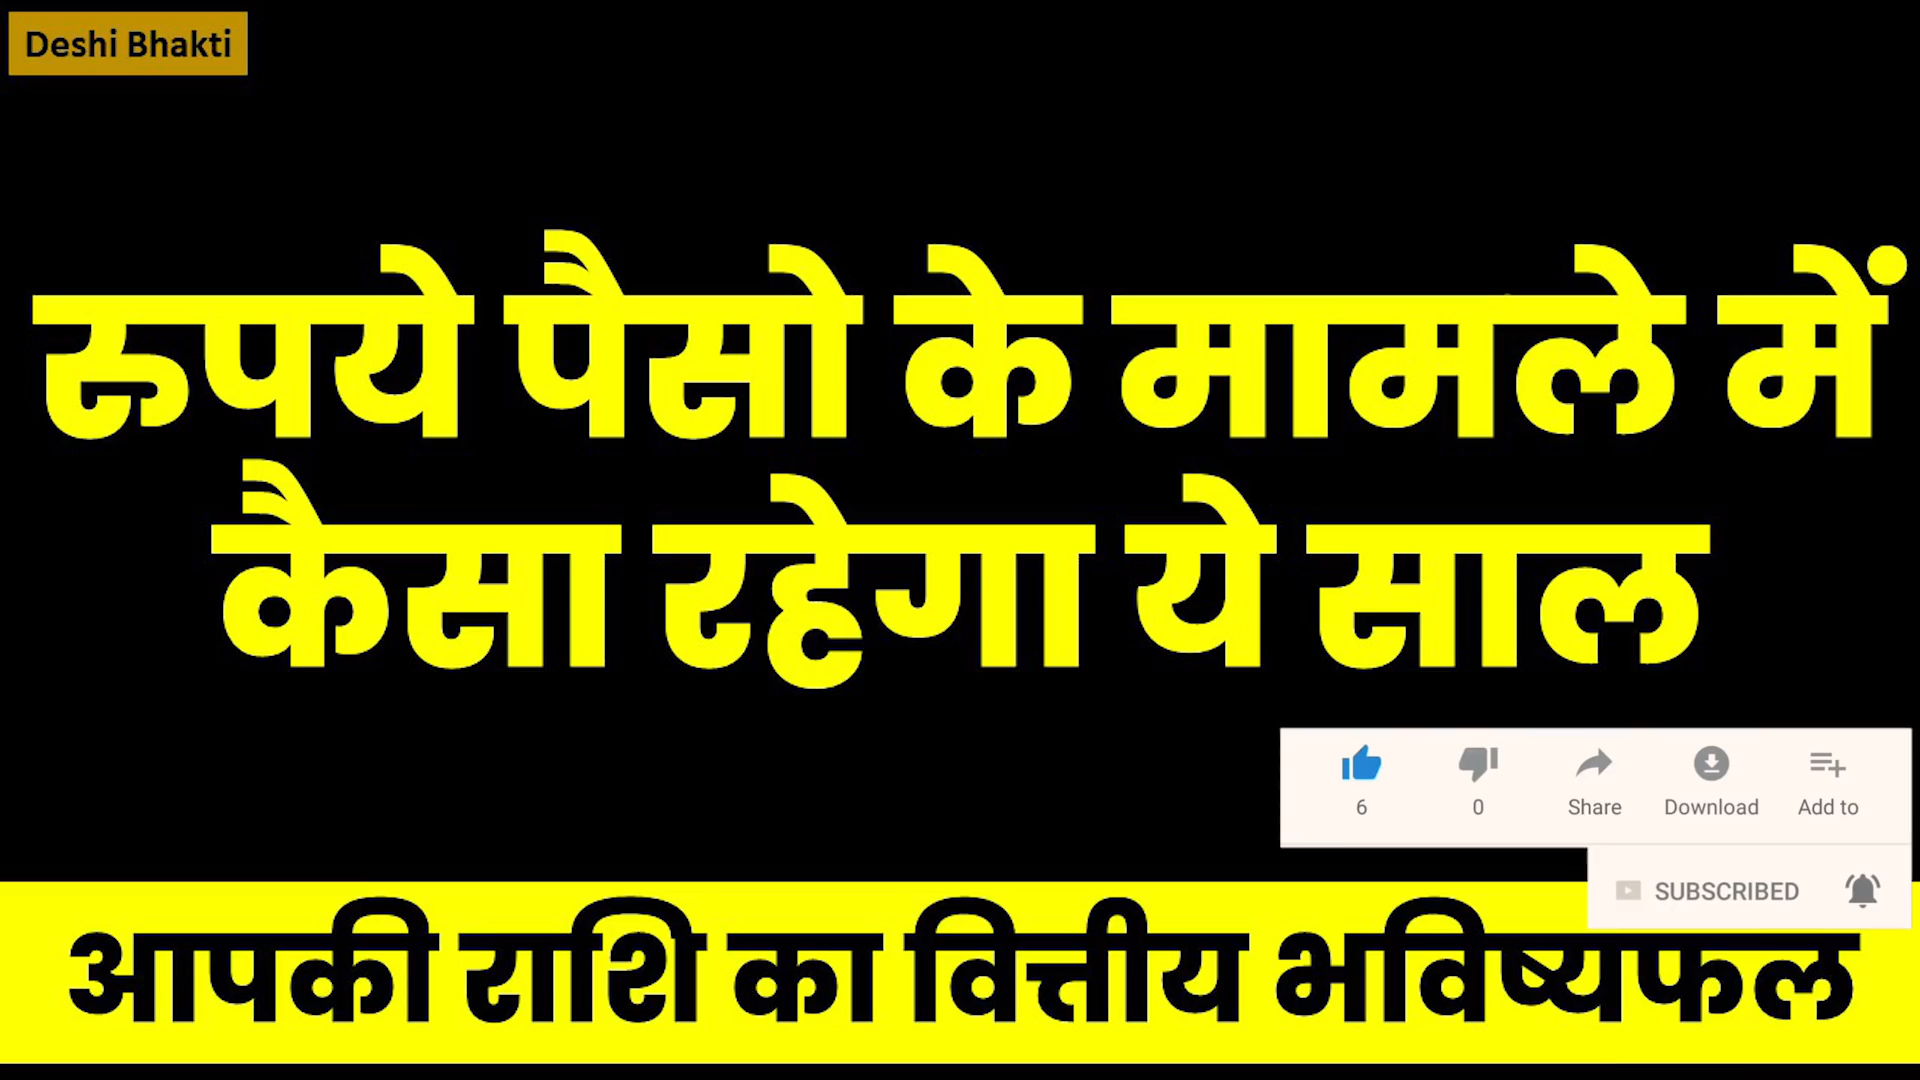 Deshi Bhakti
रुपये पैसो के मामले में
कैसा रहेगा ये साल
6 0 Share Download Add to
SUBSCRIBED
आपकी राशि का वित्तीय भविष्यफल